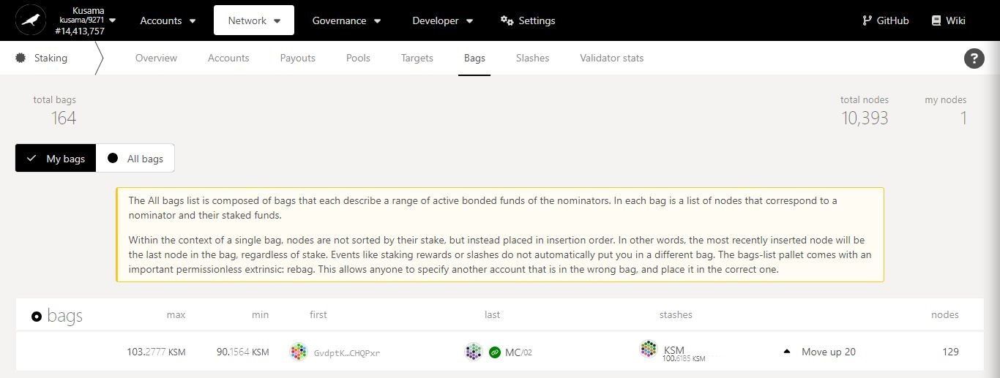 Kusama
kusama/9271
#14,413,757
Accounts
Network
Governance
Developer
Settings
GitHub
Wiki
Staking
Overview
Accounts
Payouts
Pools
Targets
Bags
Slashes
Validator stats
?
total bags
164
total nodes
10,393
my nodes
1
My bags
All bags
The All bags list is composed of bags that each describe a range of active bonded funds of the nominators. In each bag is a list of nodes that correspond to a
nominator and their staked funds.
Within the context of a single bag, nodes are not sorted by their stake, but instead placed in insertion order. In other words, the most recently inserted node will be
the last node in the bag, regardless of stake. Events like staking rewards or slashes do not automatically put you in a different bag. The bags-list pallet comes with an
important permissionless extrinsic: rebag. This allows anyone to specify another account that is in the wrong bag, and place it in the correct one.
bags max min first last stashes nodes
103.2777 KSM 90.1564 KSM GvdptK…CHQPxr MC/02 KSM Move up 20 129
100.6185 KSM